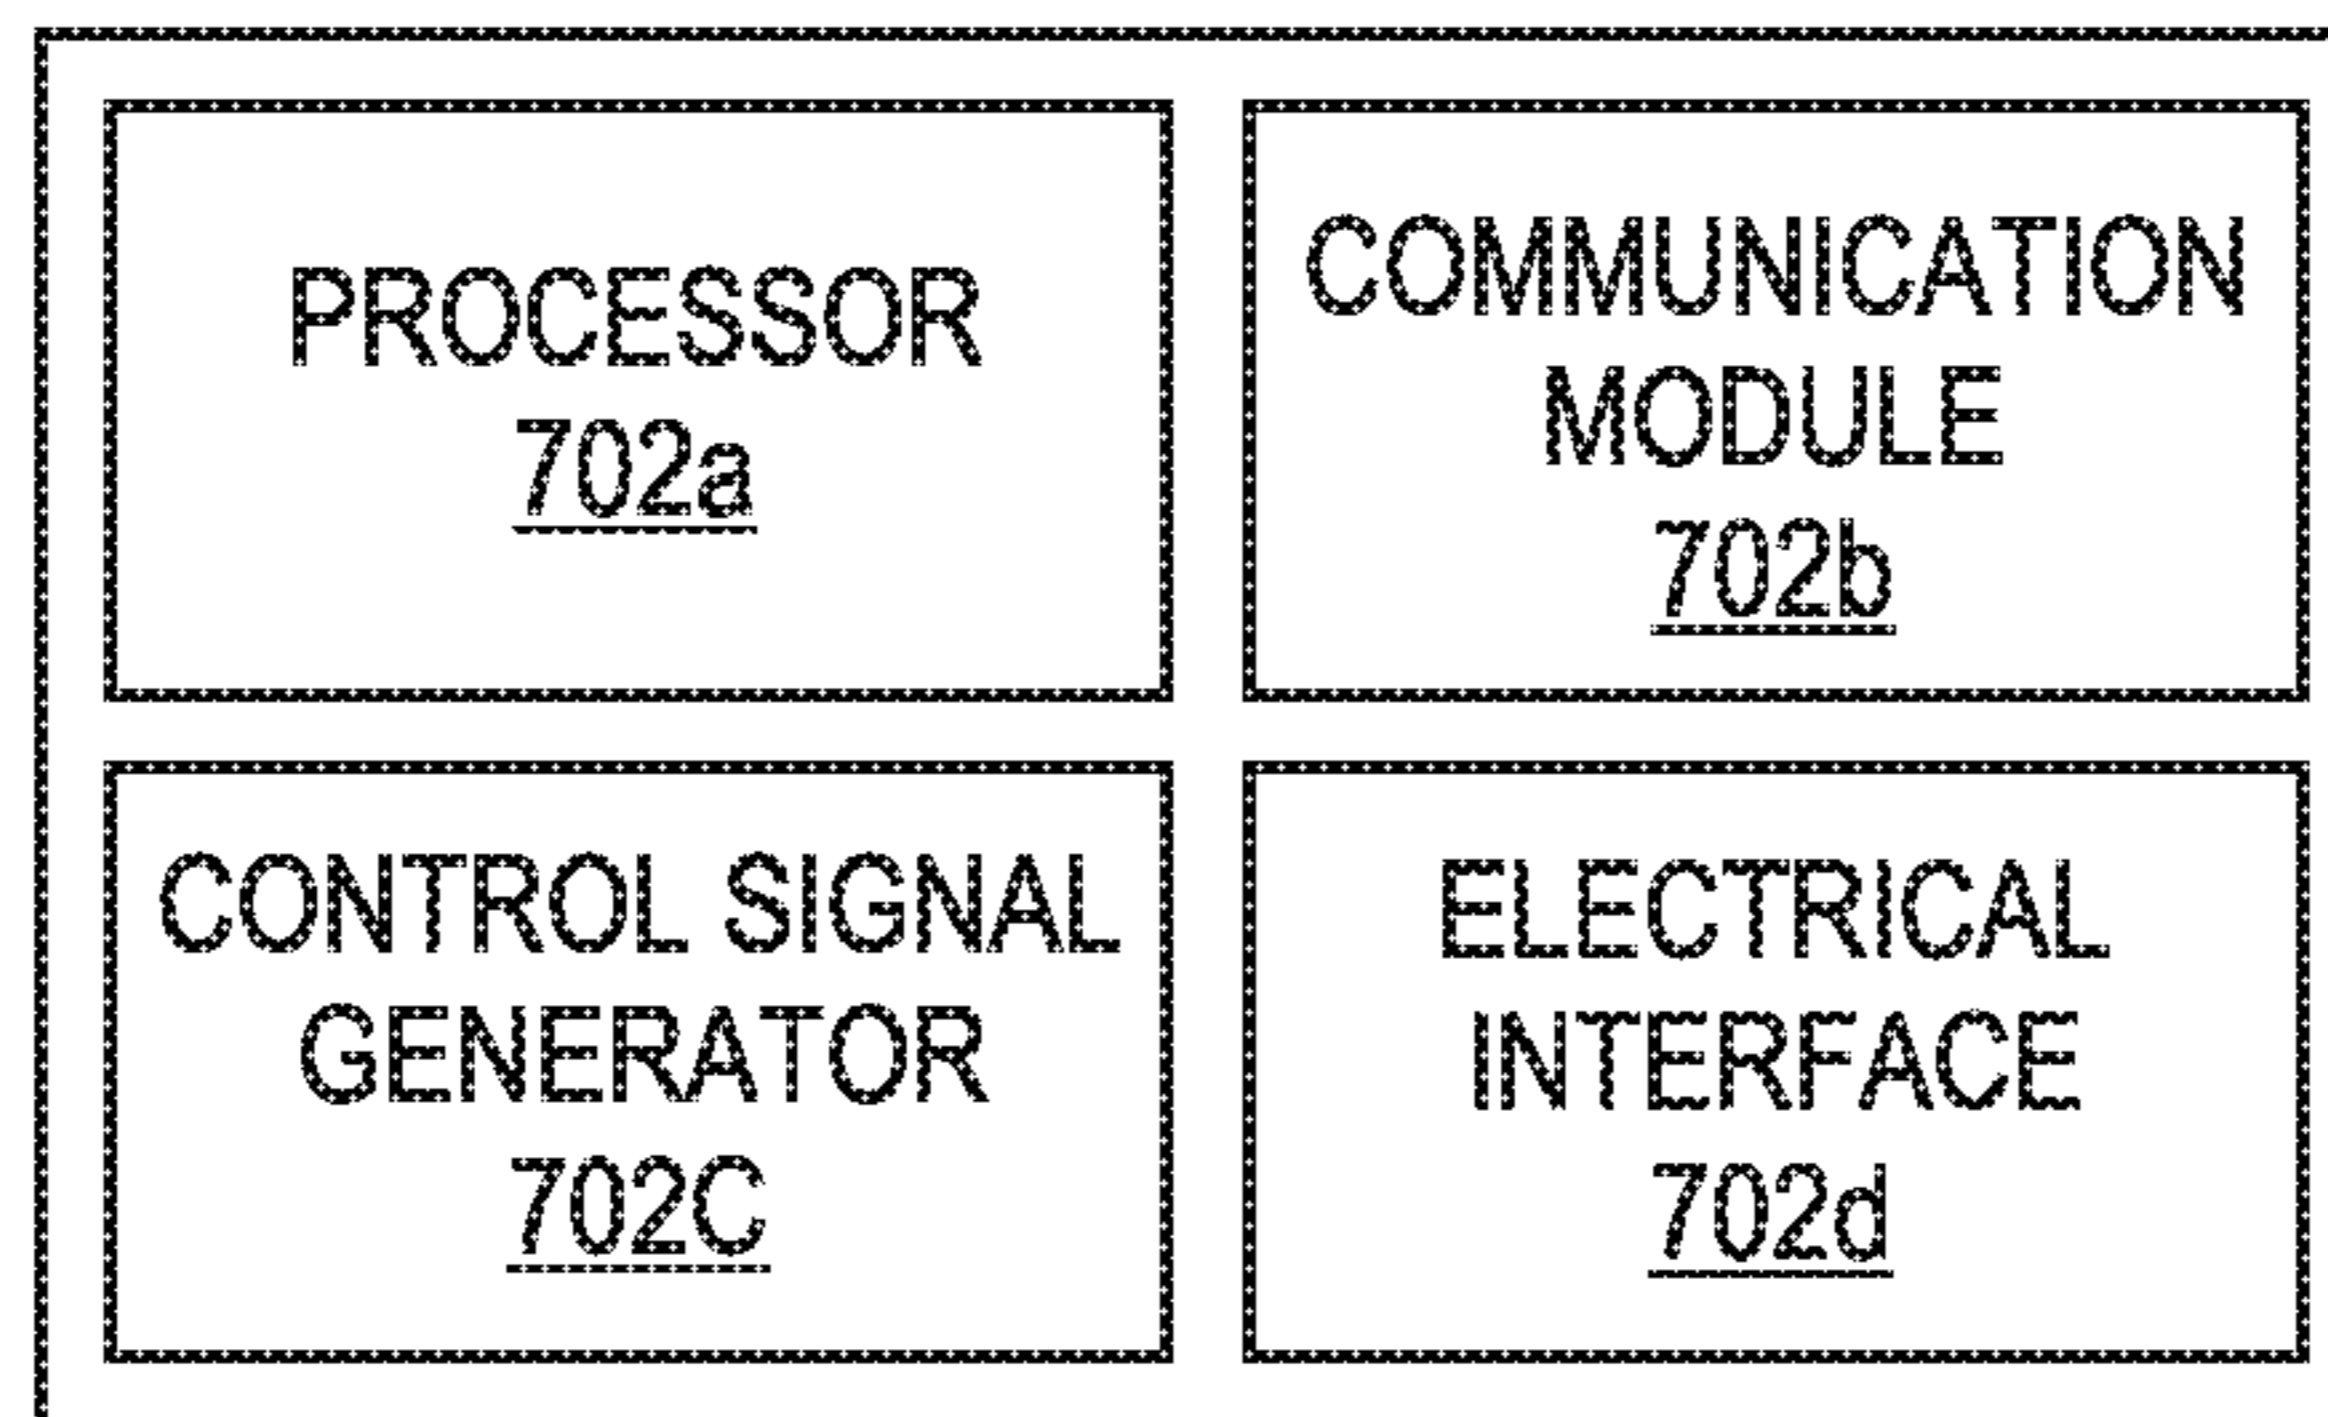 PROCESSOR
702a
COMMUNICATION
MODULE
702b
CONTROL SIGNAL
GENERATOR
702C
ELECTRICAL
INTERFACE
702d